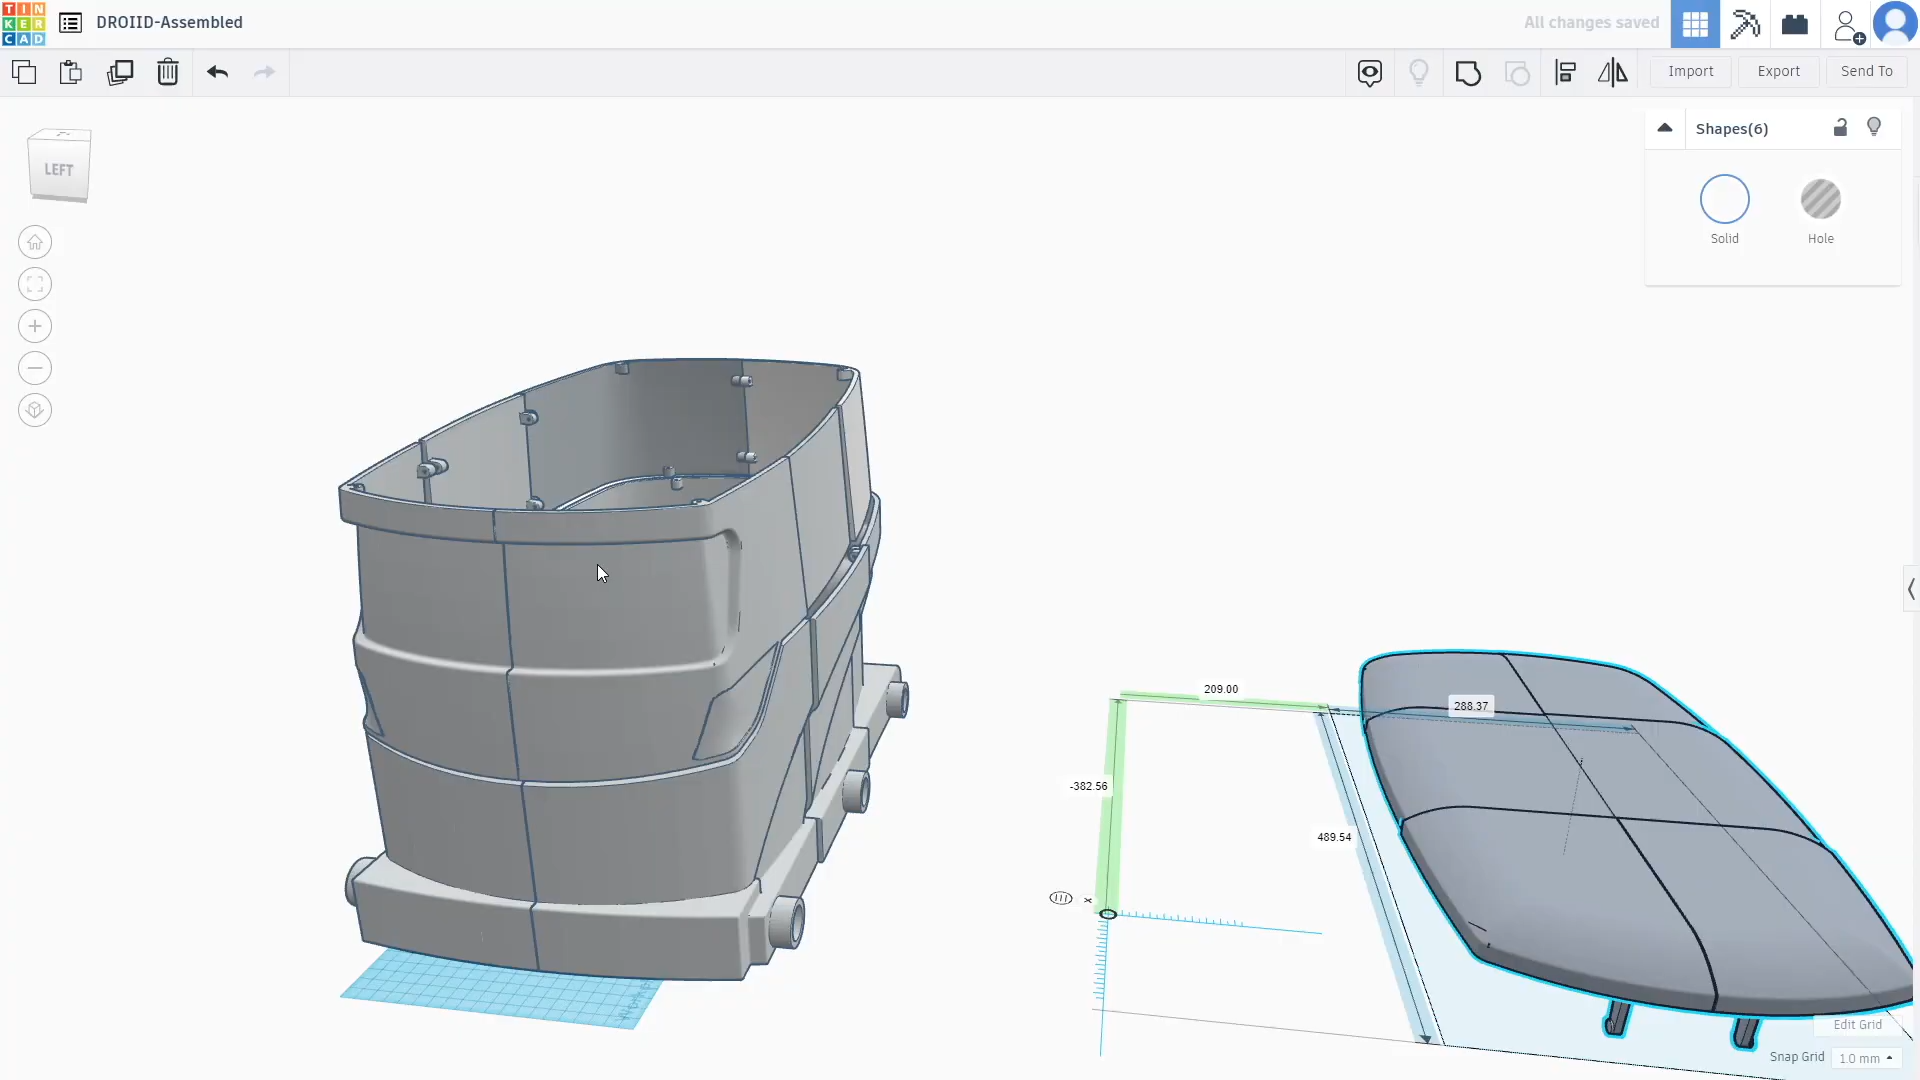 TIN
KER
CAD
DROIID-Assembled
All changes saved
Import
Export
Send To
LEFT
Shapes(6)
Solid
Hole
209.00
288.37
-382.56
489.54
x
Edit Grid
Snap Grid
1.0 mm